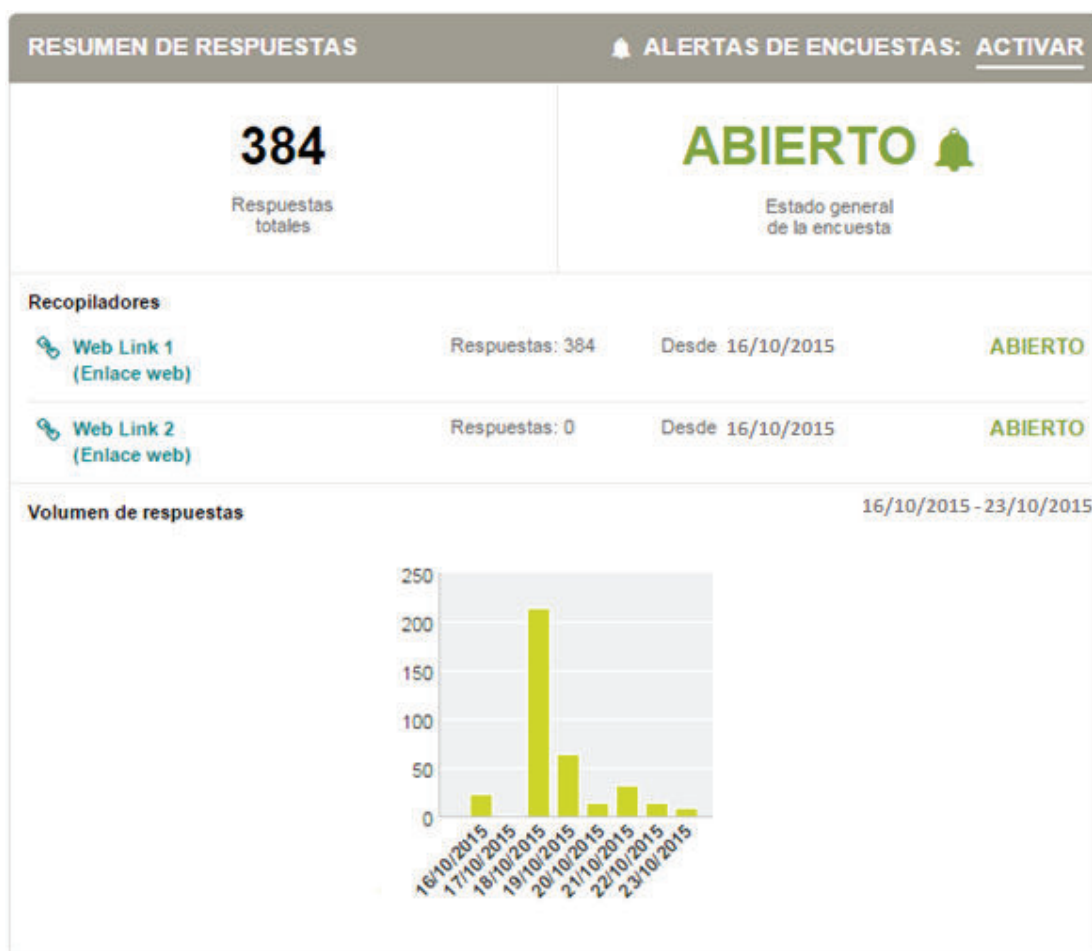 RESUMEN DE RESPUESTAS
ALERTAS DE ENCUESTAS: ACTIVAR
384
Respuestas
totales
ABIERTO
Estado general
de la encuesta
Recopiladores
Web Link 1
(Enlace web)
Respuestas: 384
Desde 16/10/2015
ABIERTO
Web Link 2
(Enlace web)
Respuestas: 0
Desde 16/10/2015
ABIERTO
Volumen de respuestas
16/10/2015 - 23/10/2015
250
200
150
100
50
0
16/10/2015
17/10/2015
18/10/2015
19/10/2015
20/10/2015
21/10/2015
22/10/2015
23/10/2015